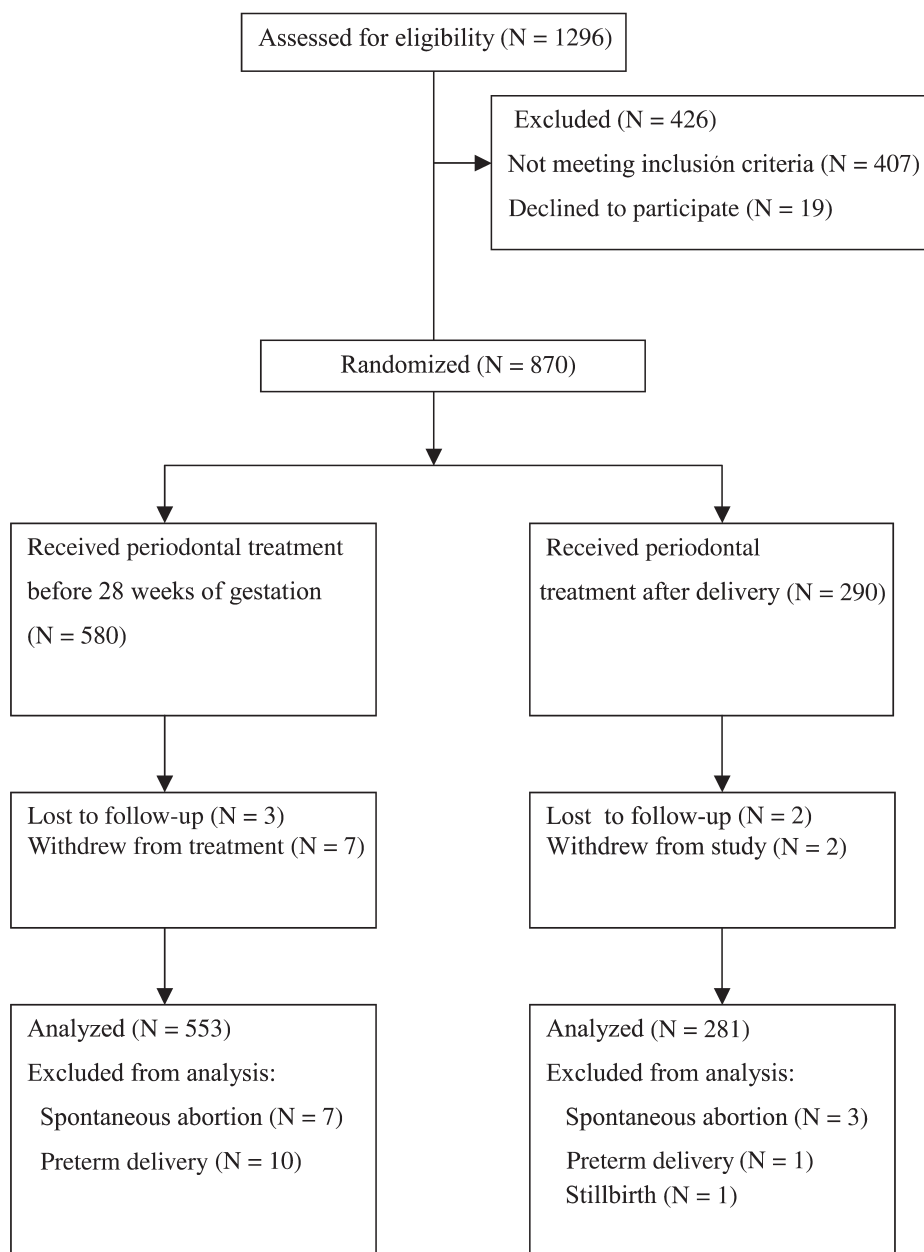 Assessed for eligibility (N = 1296)
Excluded (N = 426)
Not meeting inclusión criteria (N = 407)
Declined to participate (N = 19)
Randomized (N = 870)
Received periodontal treatment
before 28 weeks of gestation
(N = 580)
Received periodontal
treatment after delivery (N = 290)
Lost to follow-up (N = 3)
Withdrew from treatment (N = 7)
Lost to follow-up (N = 2)
Withdrew from study (N = 2)
Analyzed (N = 553)
Excluded from analysis:
Spontaneous abortion (N = 7)
Preterm delivery (N = 10)
Analyzed (N = 281)
Excluded from analysis:
Spontaneous abortion (N = 3)
Preterm delivery (N = 1)
Stillbirth (N = 1)